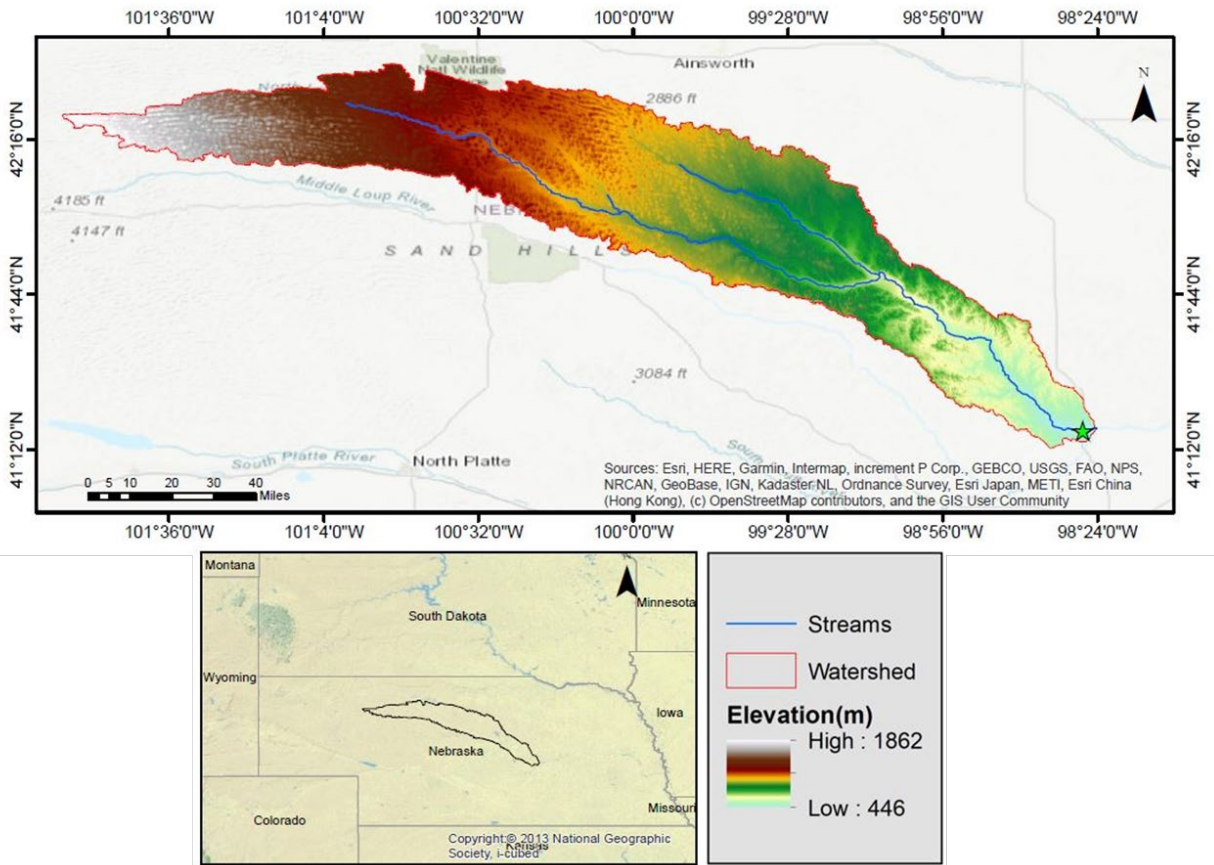 101°36'0"W 101°4'0"W 100°32'0"W 100°0'0"W 99°28'0"W 98°56'0"W 98°24'0"W
Valentine
Natl Wildlife
Ainsworth
N
2886 ft
42°16'0"N
42°16'0"N
Middle Loup River
4185 ft
4147 ft
SAND HILLS
41°44'0"N
41°44'0"N
3084 ft
41°12'0"N
41°12'0"N
South Platte River
North Platte
Sources: Esri, HERE, Garmin, Intermap, increment P Corp., GEBCO, USGS, FAO, NPS,
NRCAN, GeoBase, IGN, Kadaster NL, Ordnance Survey, Esri Japan, METI, Esri China
(Hong Kong), (c) OpenStreetMap contributors, and the GIS User Community
0 5 10 20 30 40
Miles
101°36'0"W 101°4'0"W 100°32'0"W 100°0'0"W 99°28'0"W 98°56'0"W 98°24'0"W
Montana
South Dakota
Minnesota
Wyoming
Iowa
Nebraska
Missouri
Colorado
Kansas
Copyright:© 2013 National Geographic
Society, i-cubed
Streams
Watershed
Elevation(m)
High : 1862
Low : 446